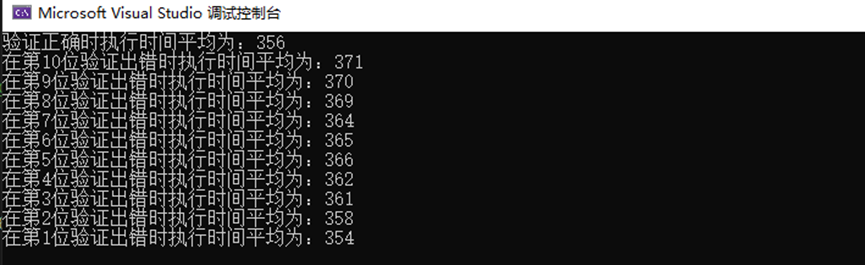 Microsoft Visual Studio 调试控制台
验证正确时执行时间平均为：356
在第10位验证出错时执行时间平均为：371
在第9位验证出错时执行时间平均为：370
在第8位验证出错时执行时间平均为：369
在第7位验证出错时执行时间平均为：364
在第6位验证出错时执行时间平均为：365
在第5位验证出错时执行时间平均为：366
在第4位验证出错时执行时间平均为：362
在第3位验证出错时执行时间平均为：361
在第2位验证出错时执行时间平均为：358
在第1位验证出错时执行时间平均为：354